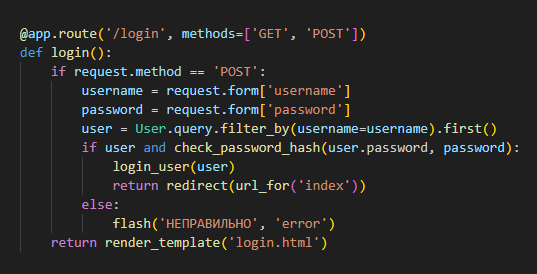 @app.route('/login', methods=['GET', 'POST'])
def login():
    if request.method == 'POST':
        username = request.form['username']
        password = request.form['password']
        user = User.query.filter_by(username=username).first()
        if user and check_password_hash(user.password, password):
            login_user(user)
            return redirect(url_for('index'))
        else:
            flash('НЕПРАВИЛЬНО', 'error')
    return render_template('login.html')